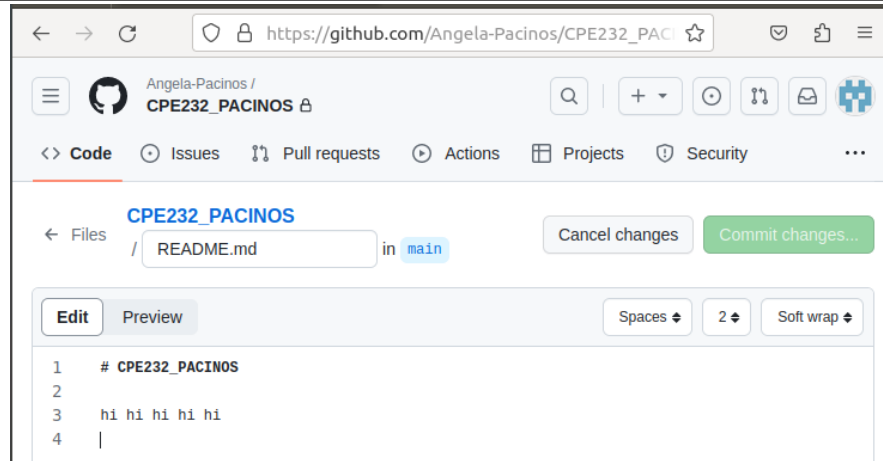 https://github.com/Angela-Pacinos/CPE232_PAC
Angela-Pacinos /
CPE232_PACINOS
Code Issues Pull requests Actions Projects Security ...
CPE232_PACINOS
Files / README.md in main Cancel changes Commit changes...
Edit Preview Spaces 2 Soft wrap
1 # CPE232_PACINOS
2
3 hi hi hi hi hi
4